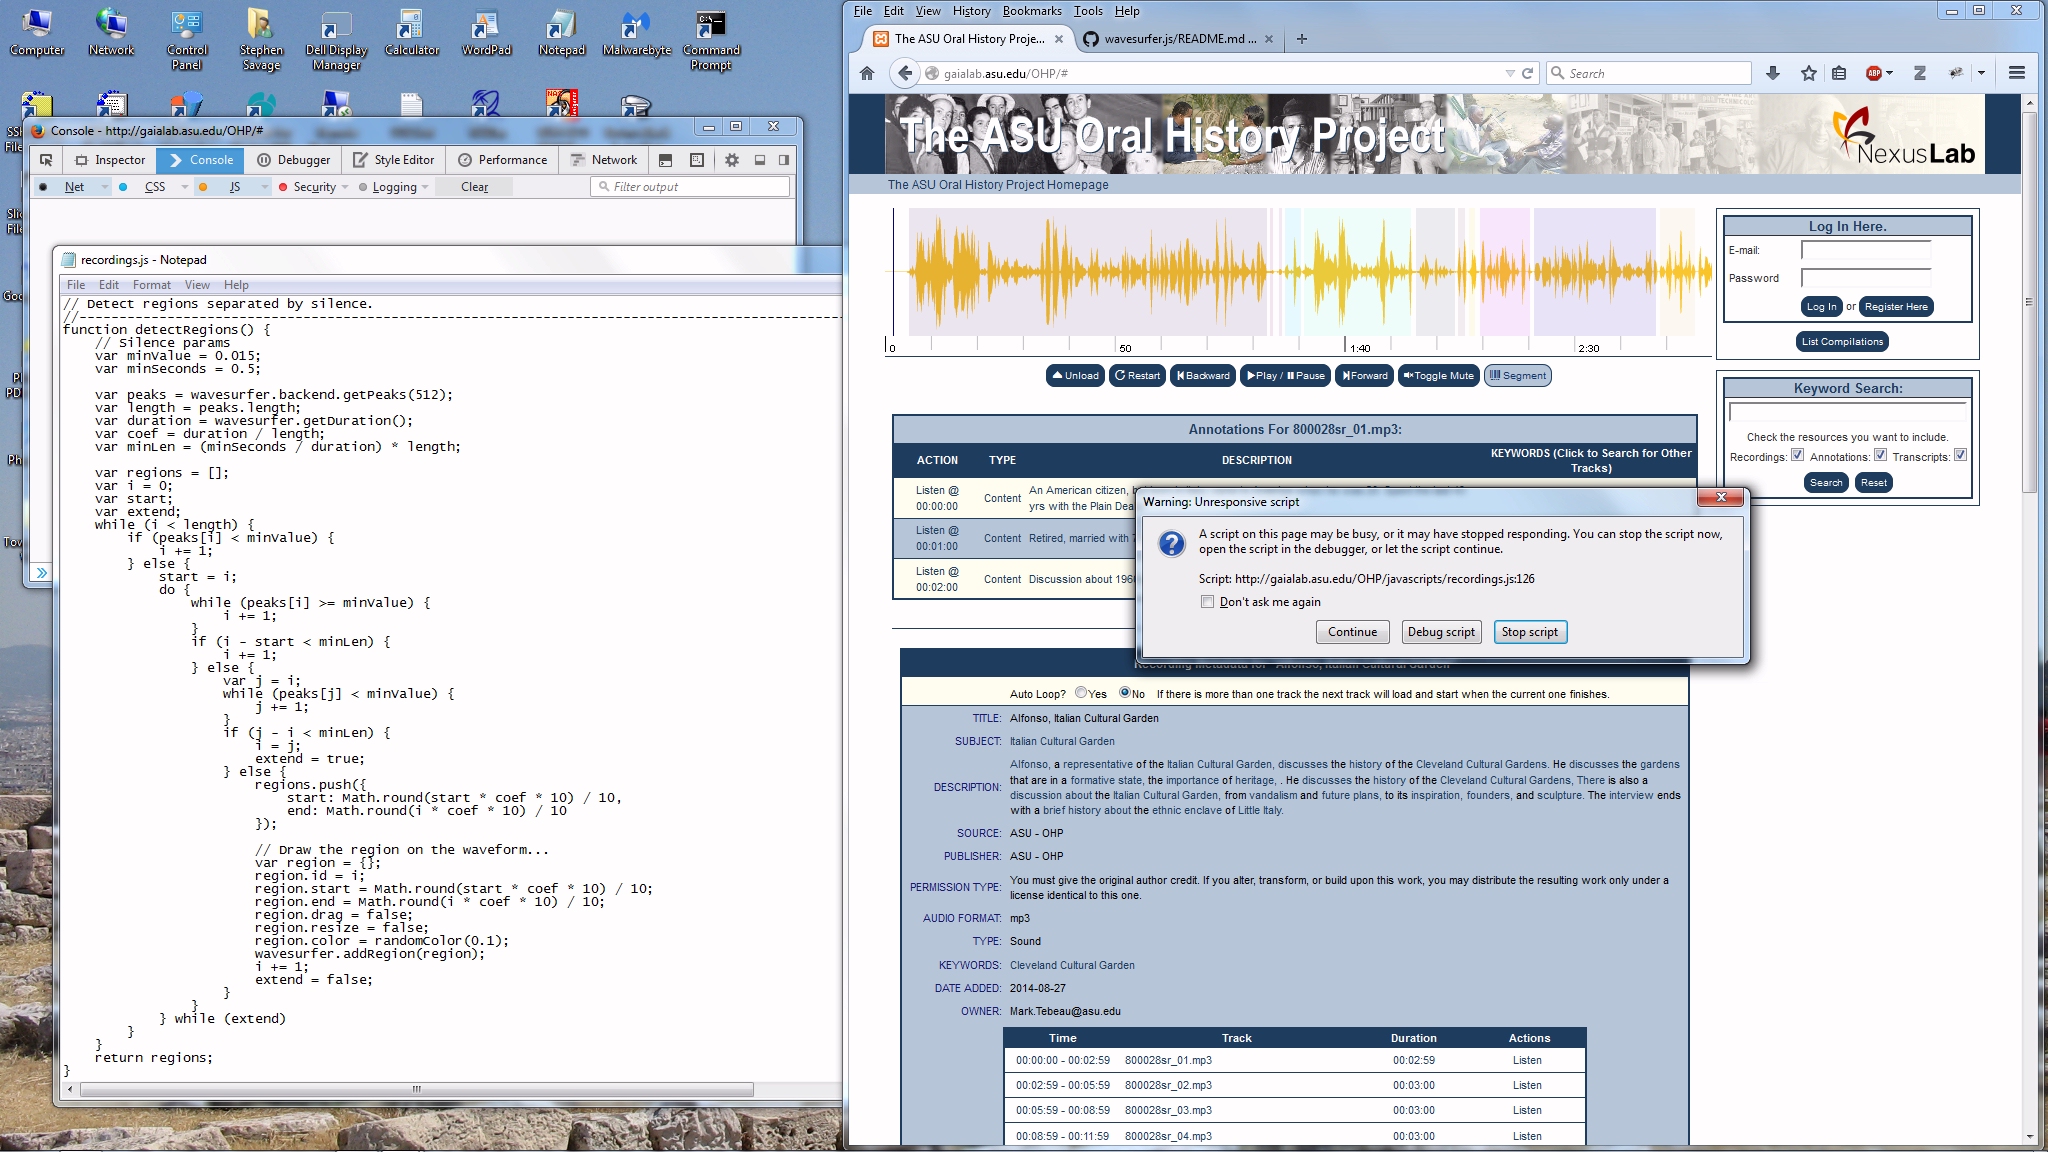 Computer
Network
Control Panel
Stephen Savage
Dell Display Manager
Calculator
WordPad
Notepad
Malwarebyte
Command Prompt
Console - http://gaialab.asu.edu/OHP/#
Inspector
Console
Debugger
Style Editor
Performance
Network
Net
CSS
JS
Security
Logging
Clear
Filter output
recordings.js - Notepad
File Edit Format View Help
// Detect regions separated by silence.
function detectRegions() {
// Silence params
var minValue = 0.015;
var minSeconds = 0.5;
var peaks = wavesurfer.backend.getPeaks(512);
var length = peaks.length;
var duration = wavesurfer.getDuration();
var coef = duration / length;
var minLen = (minSeconds / duration) * length;
var regions = [];
var i = 0;
var start;
var extend;
while (i < length) {
if (peaks[i] < minValue) {
i += 1;
} else {
start = i;
do {
while (peaks[i] >= minValue) {
i += 1;
}
if (i - start < minLen) {
i += 1;
} else {
var j = i;
while (peaks[j] < minValue) {
j += 1;
}
if (j - i < minLen) {
i = j;
extend = true;
} else {
regions.push({
start: Math.round(start * coef * 10) / 10,
end: Math.round(i * coef * 10) / 10
});
// Draw the region on the waveform...
var region = {};
region.id = i;
region.start = Math.round(start * coef * 10) / 10;
region.end = Math.round(i * coef * 10) / 10;
region.drag = false;
region.resize = false;
region.color = randomColor(0.1);
wavesurfer.addRegion(region);
i += 1;
extend = false;
}
}
} while (extend)
}
}
return regions;
}
File Edit View History Bookmarks Tools Help
The ASU Oral History Proje...
wavesurfer.js/README.md ...
gaialab.asu.edu/OHP/#
Search
ABP
The ASU Oral History Project
NexusLab
The ASU Oral History Project Homepage
0 50 1:40 2:30
Unload
Restart
Backward
Play / Pause
Forward
Toggle Mute
Segment
Log In Here.
E-mail:
Password
Log In or Register Here
List Compilations
Keyword Search:
Check the resources you want to include.
Recordings: Annotations: Transcripts:
Search Reset
Annotations For 800028sr_01.mp3:
ACTION TYPE DESCRIPTION KEYWORDS (Click to Search for Other Tracks)
Listen @ 00:00:00 Content An American citizen,
yrs with the Plain Dea
Listen @ 00:01:00 Content Retired, married with
Listen @ 00:02:00 Content Discussion about 196
Warning: Unresponsive script
A script on this page may be busy, or it may have stopped responding. You can stop the script now,
open the script in the debugger, or let the script continue.
Script: http://gaialab.asu.edu/OHP/javascripts/recordings.js:126
Don't ask me again
Continue
Debug script
Stop script
Recording Metadata for "Alfonso, Italian Cultural Garden"
Auto Loop? Yes No If there is more than one track the next track will load and start when the current one finishes.
TITLE: Alfonso, Italian Cultural Garden
SUBJECT: Italian Cultural Garden
DESCRIPTION: Alfonso, a representative of the Italian Cultural Garden, discusses the history of the Cleveland Cultural Gardens. He discusses the gardens
that are in a formative state, the importance of heritage, . He discusses the history of the Cleveland Cultural Gardens, There is also a
discussion about the Italian Cultural Garden, from vandalism and future plans, to its inspiration, founders, and sculpture. The interview ends
with a brief history about the ethnic enclave of Little Italy.
SOURCE: ASU - OHP
PUBLISHER: ASU - OHP
PERMISSION TYPE: You must give the original author credit. If you alter, transform, or build upon this work, you may distribute the resulting work only under a
license identical to this one.
AUDIO FORMAT: mp3
TYPE: Sound
KEYWORDS: Cleveland Cultural Garden
DATE ADDED: 2014-08-27
OWNER: Mark.Tebeau@asu.edu
Time Track Duration Actions
00:00:00 - 00:02:59 800028sr_01.mp3 00:02:59 Listen
00:02:59 - 00:05:59 800028sr_02.mp3 00:03:00 Listen
00:05:59 - 00:08:59 800028sr_03.mp3 00:03:00 Listen
00:08:59 - 00:11:59 800028sr_04.mp3 00:03:00 Listen